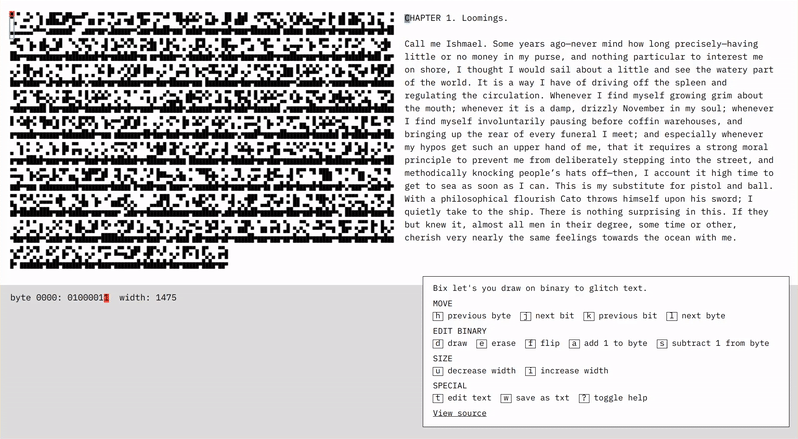 CHAPTER 1. Loomings.
Call me Ishmael. Some years ago—never mind how long precisely—having
little or no money in my purse, and nothing particular to interest me
on shore, I thought I would sail about a little and see the watery part
of the world. It is a way I have of driving off the spleen and
regulating the circulation. Whenever I find myself growing grim about
the mouth; whenever it is a damp, drizzly November in my soul; whenever
I find myself involuntarily pausing before coffin warehouses, and
bringing up the rear of every funeral I meet; and especially whenever
my hypos get such an upper hand of me, that it requires a strong moral
principle to prevent me from deliberately stepping into the street, and
methodically knocking people's hats off—then, I account it high time to
get to sea as soon as I can. This is my substitute for pistol and ball.
With a philosophical flourish Cato throws himself upon his sword; I
quietly take to the ship. There is nothing surprising in this. If they
but knew it, almost all men in their degree, some time or other,
cherish very nearly the same feelings towards the ocean with me.
byte 0000: 01000011 width: 1475
Bix let's you draw on binary to glitch text.
MOVE
h previous byte j next bit k previous bit l next byte
EDIT BINARY
d draw e erase f flip a add 1 to byte s subtract 1 from byte
SIZE
u decrease width i increase width
SPECIAL
t edit text w save as txt ? toggle help
View source